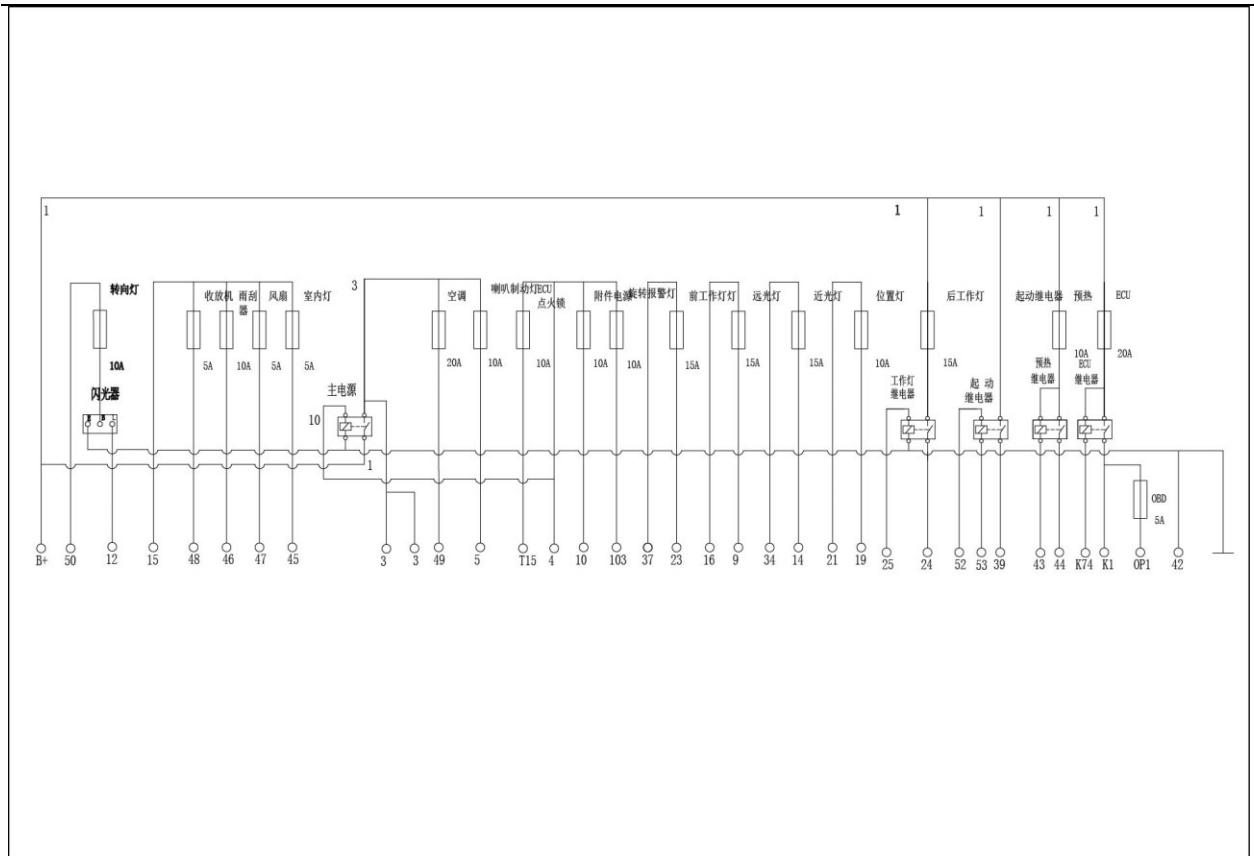 1
1
1
1
1
转向灯
收放机
雨刮
器
风扇
室内灯
3
空调
喇叭制动灯
ECU
点火锁
附件电源
旋转报警灯
前工作灯灯
远光灯
近光灯
位置灯
后工作灯
起动继电器
预热
ECU
10A
5A
10A
5A
5A
20A
10A
10A
10A
10A
15A
15A
15A
10A
15A
10A
20A
闪光器
E
B
L
主电源
10
1
工作灯
继电器
起 动
继电器
预热
继电器
ECU
继电器
OBD
5A
B+
50
12
15
48
46
47
45
3
3
49
5
T15
4
10
103
37
23
16
9
34
14
21
19
25
24
52
53
39
43
44
K74
K1
OP1
42